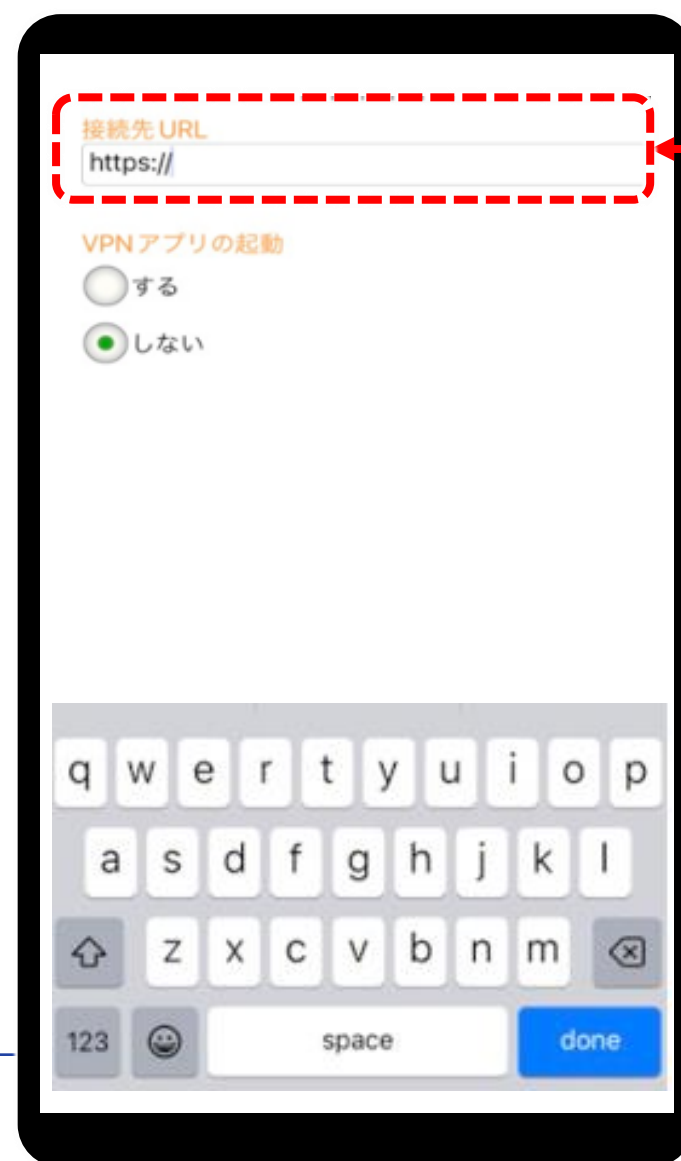 接続先 URL
https://
VPN アプリの起動
する
しない
q w e r t y u i o p
a s d f g h j k l
z x c v b n m
123 space done